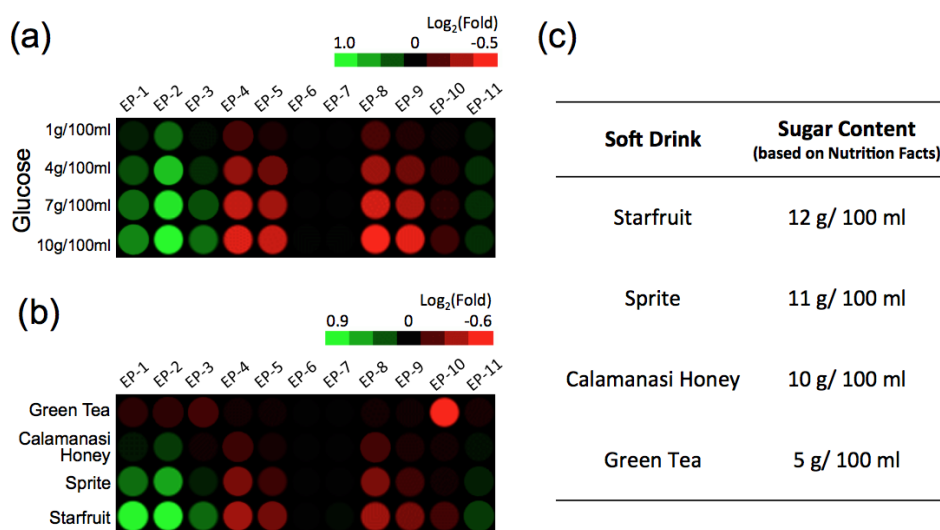 (a)
Log₂(Fold)
1.0 0 -0.5
EP-1 EP-2 EP-3 EP-4 EP-5 EP-6 EP-7 EP-8 EP-9 EP-10 EP-11
Glucose
1g/100ml
4g/100ml
7g/100ml
10g/100ml
(b)
Log₂(Fold)
0.9 0 -0.6
EP-1 EP-2 EP-3 EP-4 EP-5 EP-6 EP-7 EP-8 EP-9 EP-10 EP-11
Green Tea
Calamanasi
Honey
Sprite
Starfruit
(c)
Soft Drink Sugar Content
(based on Nutrition Facts)
Starfruit 12 g/ 100 ml
Sprite 11 g/ 100 ml
Calamanasi Honey 10 g/ 100 ml
Green Tea 5 g/ 100 ml